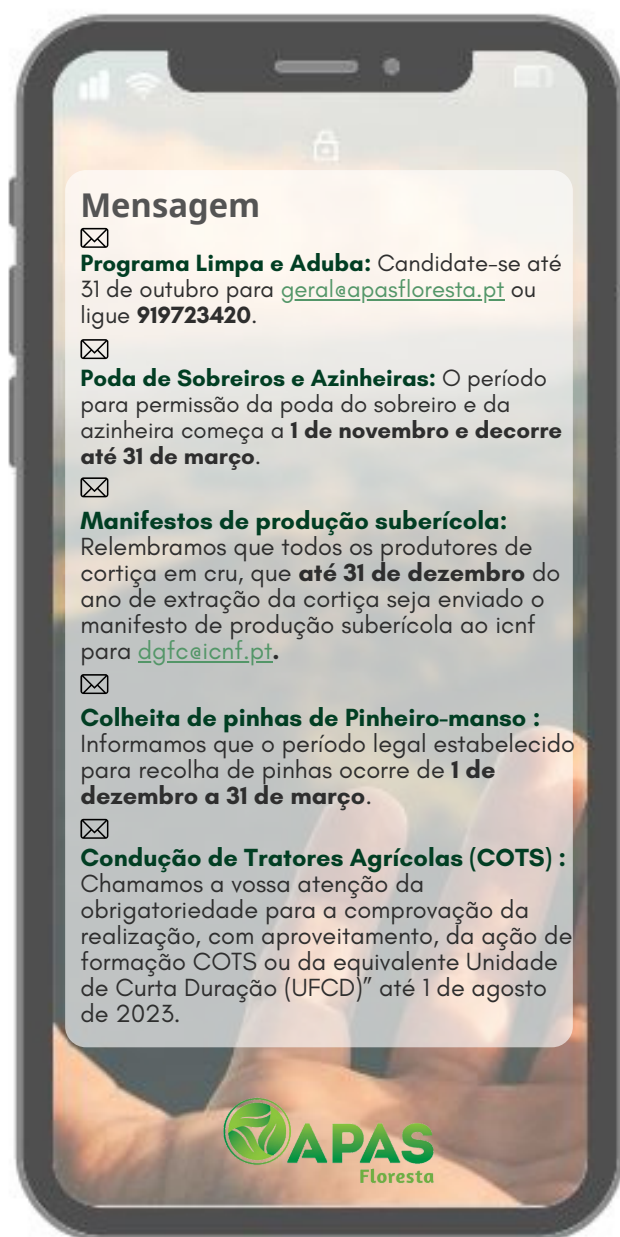 Mensagem
Programa Limpa e Aduba: Candidate-se até
31 de outubro para geral@apasfloresta.pt ou
ligue 919723420.
Poda de Sobreiros e Azinheiras: O período
para permissão da poda do sobreiro e da
azinheira começa a 1 de novembro e decorre
até 31 de março.
Manifestos de produção suberícola:
Relembramos que todos os produtores de
cortiça em cru, que até 31 de dezembro do
ano de extração da cortiça seja enviado o
manifesto de produção suberícola ao icnf
para dgfc@icnf.pt.
Colheita de pinhas de Pinheiro-manso :
Informamos que o período legal estabelecido
para recolha de pinhas ocorre de 1 de
dezembro a 31 de março.
Condução de Tratores Agrícolas (COTS) :
Chamamos a vossa atenção da
obrigatoriedade para a comprovação da
realização, com aproveitamento, da ação de
formação COTS ou da equivalente Unidade
de Curta Duração (UFCD)” até 1 de agosto
de 2023.
APAS
Floresta